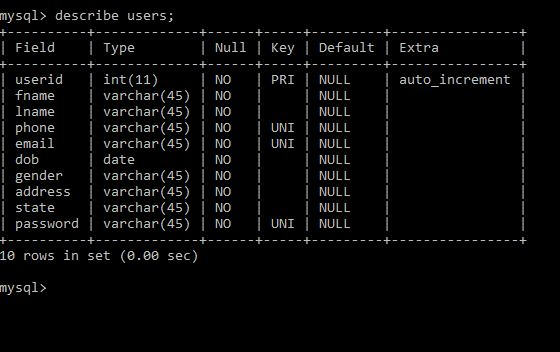 mysql> describe users;
+----------+-------------+------+-----+---------+----------------+
| Field    | Type        | Null | Key | Default | Extra          |
+----------+-------------+------+-----+---------+----------------+
| userid   | int(11)     | NO   | PRI | NULL    | auto_increment |
| fname    | varchar(45) | NO   |     | NULL    |                |
| lname    | varchar(45) | NO   |     | NULL    |                |
| phone    | varchar(45) | NO   | UNI | NULL    |                |
| email    | varchar(45) | NO   | UNI | NULL    |                |
| dob      | date        | NO   |     | NULL    |                |
| gender   | varchar(45) | NO   |     | NULL    |                |
| address  | varchar(45) | NO   |     | NULL    |                |
| state    | varchar(45) | NO   |     | NULL    |                |
| password | varchar(45) | NO   | UNI | NULL    |                |
+----------+-------------+------+-----+---------+----------------+
10 rows in set (0.00 sec)
mysql>